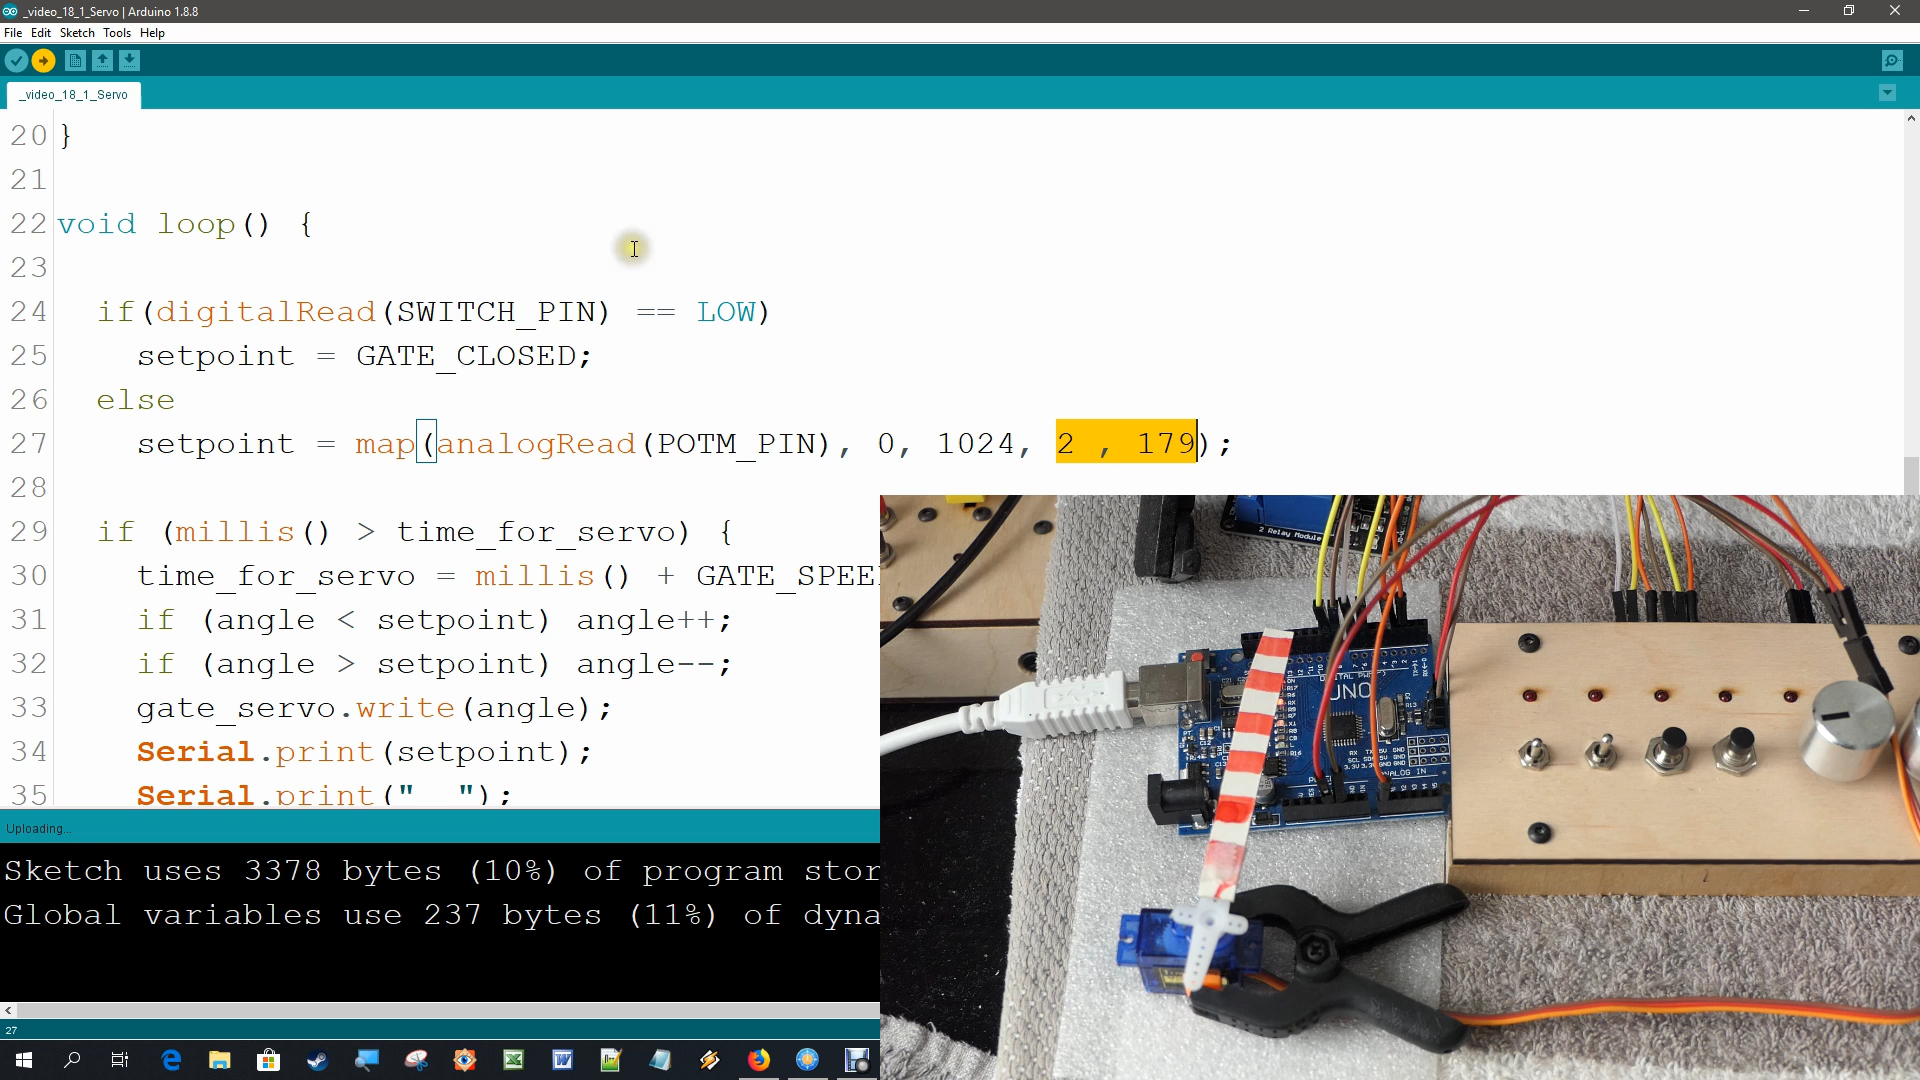 _video_18_1_Servo | Arduino 1.8.8
File Edit Sketch Tools Help
_video_18_1_Servo
20 }
21
22 void loop() {
23
24 if(digitalRead(SWITCH_PIN) == LOW)
25 setpoint = GATE_CLOSED;
26 else
27 setpoint = map(analogRead(POTM_PIN), 0, 1024, 2 , 179);
28
29 if (millis() > time_for_servo) {
30 time_for_servo = millis() + GATE_SPEE
31 if (angle < setpoint) angle++;
32 if (angle > setpoint) angle--;
33 gate_servo.write(angle);
34 Serial.print(setpoint);
35 Serial.print("  ");
Uploading...
Sketch uses 3378 bytes (10%) of program stor
Global variables use 237 bytes (11%) of dyna
27
2 Relay Module
UNO
ANALOG IN